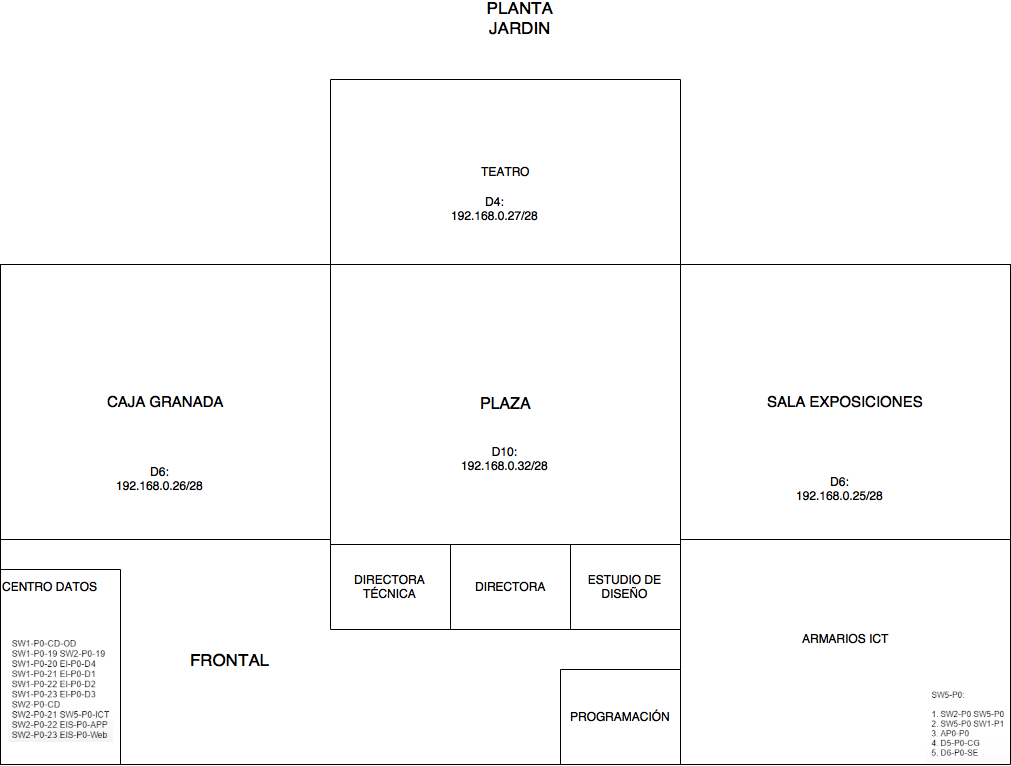 PLANTA
JARDIN
TEATRO
D4:
192.168.0.27/28
CAJA GRANADA
D6:
192.168.0.26/28
PLAZA
D10:
192.168.0.32/28
SALA EXPOSICIONES
D6:
192.168.0.25/28
CENTRO DATOS
SW1-P0-CD-OD
SW1-P0-19 SW2-P0-19
SW1-P0-20 EI-P0-D4
SW1-P0-21 EI-P0-D1
SW1-P0-22 EI-P0-D2
SW1-P0-23 EI-P0-D3
SW2-P0-CD
SW2-P0-21 SW5-P0-ICT
SW2-P0-22 EIS-P0-APP
SW2-P0-23 EIS-P0-Web
FRONTAL
DIRECTORA
TÉCNICA
DIRECTORA
ESTUDIO DE
DISEÑO
PROGRAMACIÓN
ARMARIOS ICT
SW5-P0:
1. SW2-P0 SW5-P0
2. SW5-P0 SW1-P1
3. AP0-P0
4. D5-P0-CG
5. D6-P0-SE